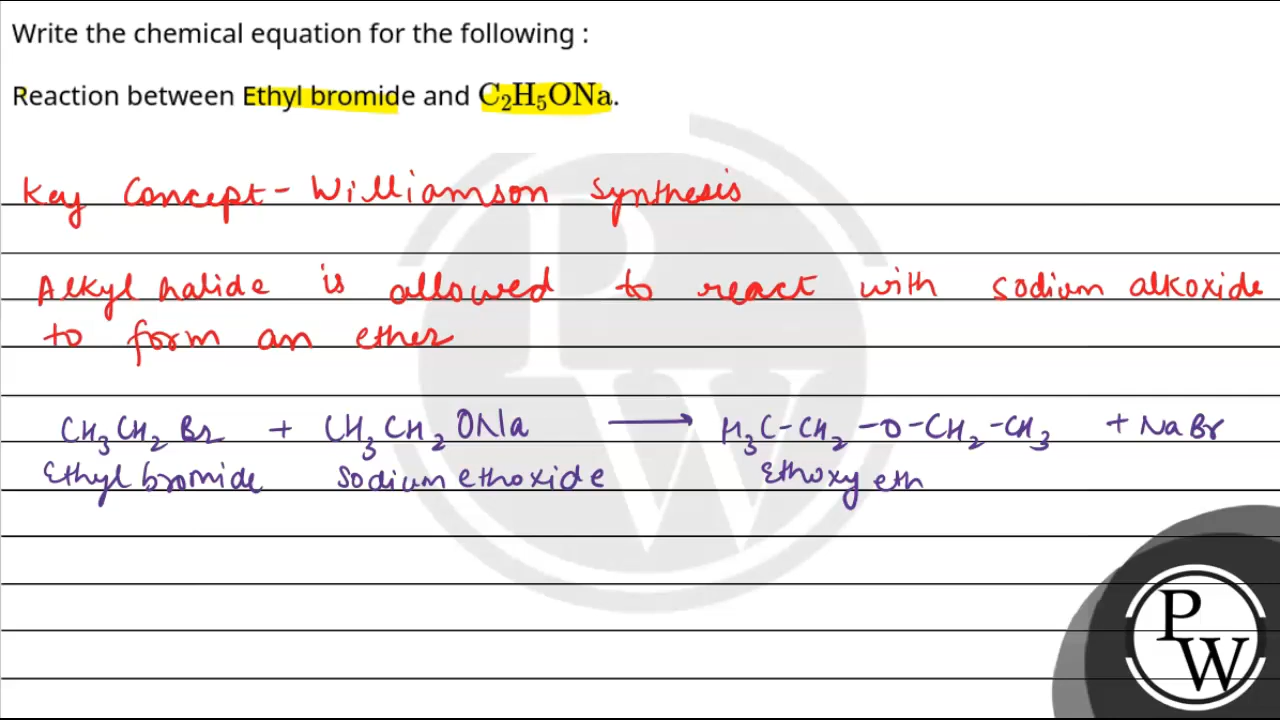 Write the chemical equation for the following :
Reaction between Ethyl bromide and C₂H₅ONa.
Key Concept - Williamson Synthesis
Alkyl halide is allowed to react with sodium alkoxide
to form an ether
CH₃CH₂Br + CH₃CH₂ONa ⟶ H₃C-CH₂-O-CH₂-CH₃ + NaBr
Ethyl bromide Sodium ethoxide Ethoxy eth
P
W
P
W